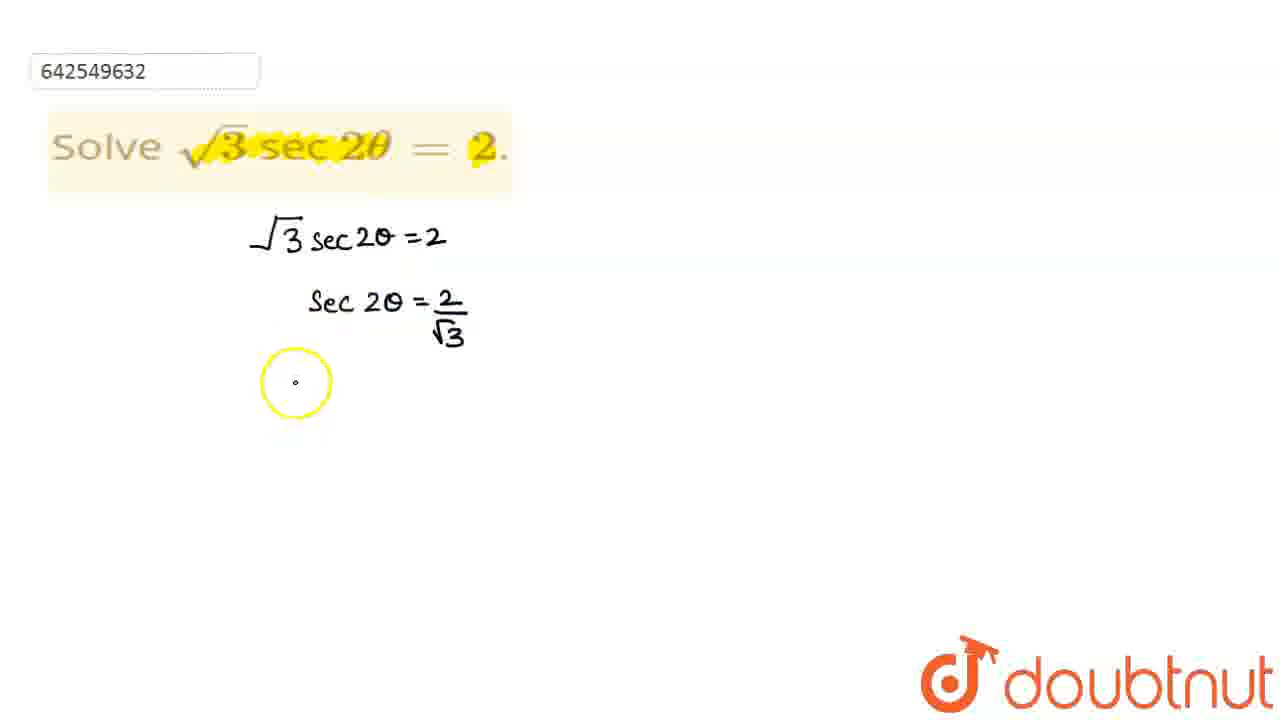 642549632
Solve √3 sec 2θ = 2.
√3 sec 2θ = 2
sec 2θ = 2/√3
doubtnut